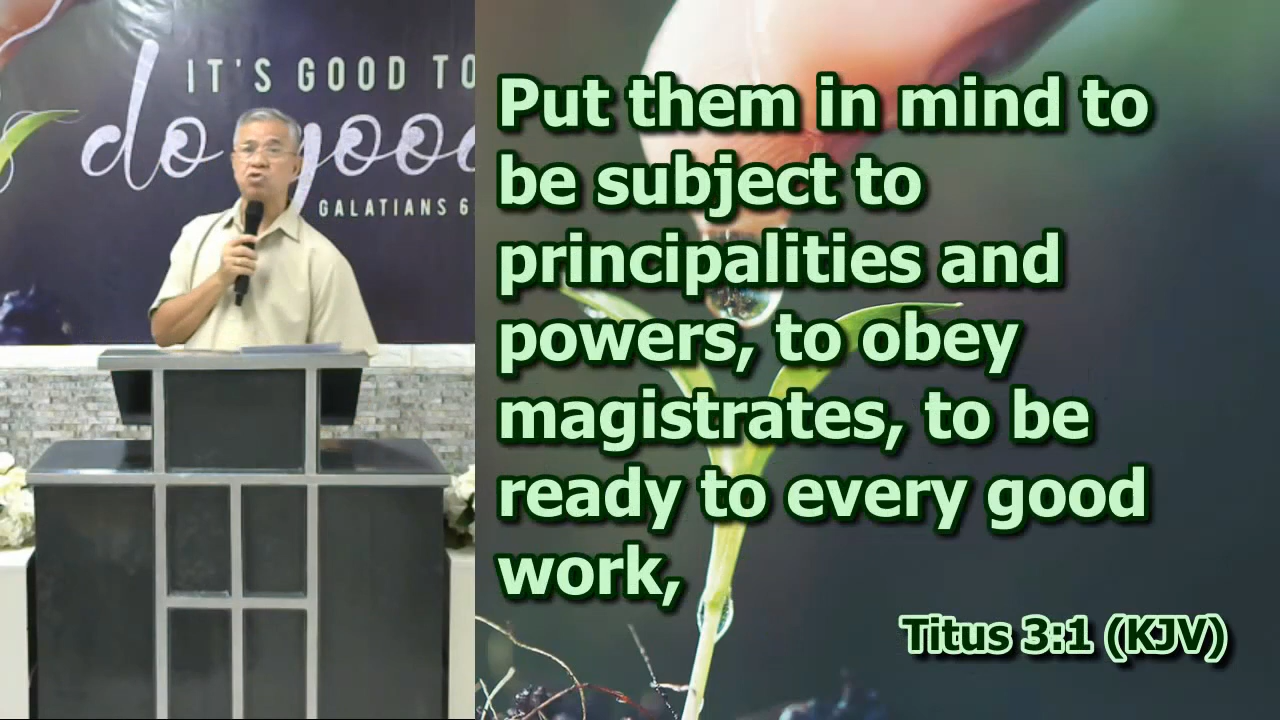 IT'S GOOD TO
do good
GALATIANS 6
Put them in mind to
be subject to
principalities and
powers, to obey
magistrates, to be
ready to every good
work,
Titus 3:1 (KJV)